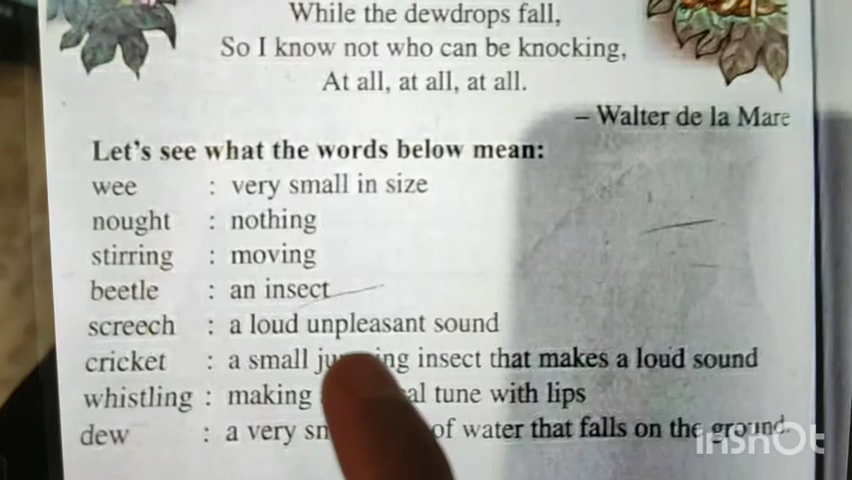 While the dewdrops fall,
So I know not who can be knocking,
At all, at all, at all.
– Walter de la Mare
Let's see what the words below mean:
wee : very small in size
nought : nothing
stirring : moving
beetle : an insect
screech : a loud unpleasant sound
cricket : a small jumping insect that makes a loud sound
whistling : making tune with lips
dew : a very of water that falls on the ground.
inshot